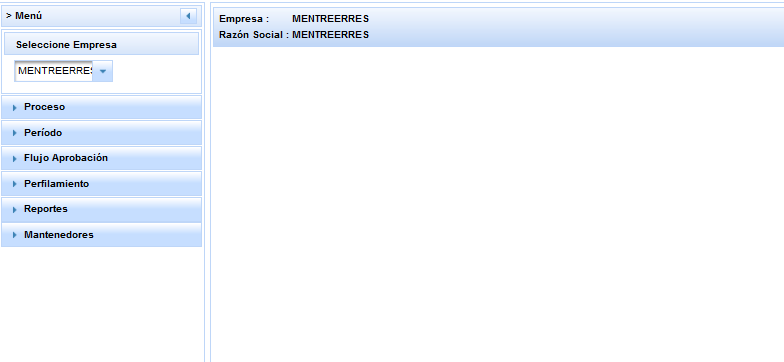 > Menú
Seleccione Empresa
MENTREERRES
Proceso
Período
Flujo Aprobación
Perfilamiento
Reportes
Mantenedores
Empresa : MENTREERRES
Razón Social : MENTREERRES